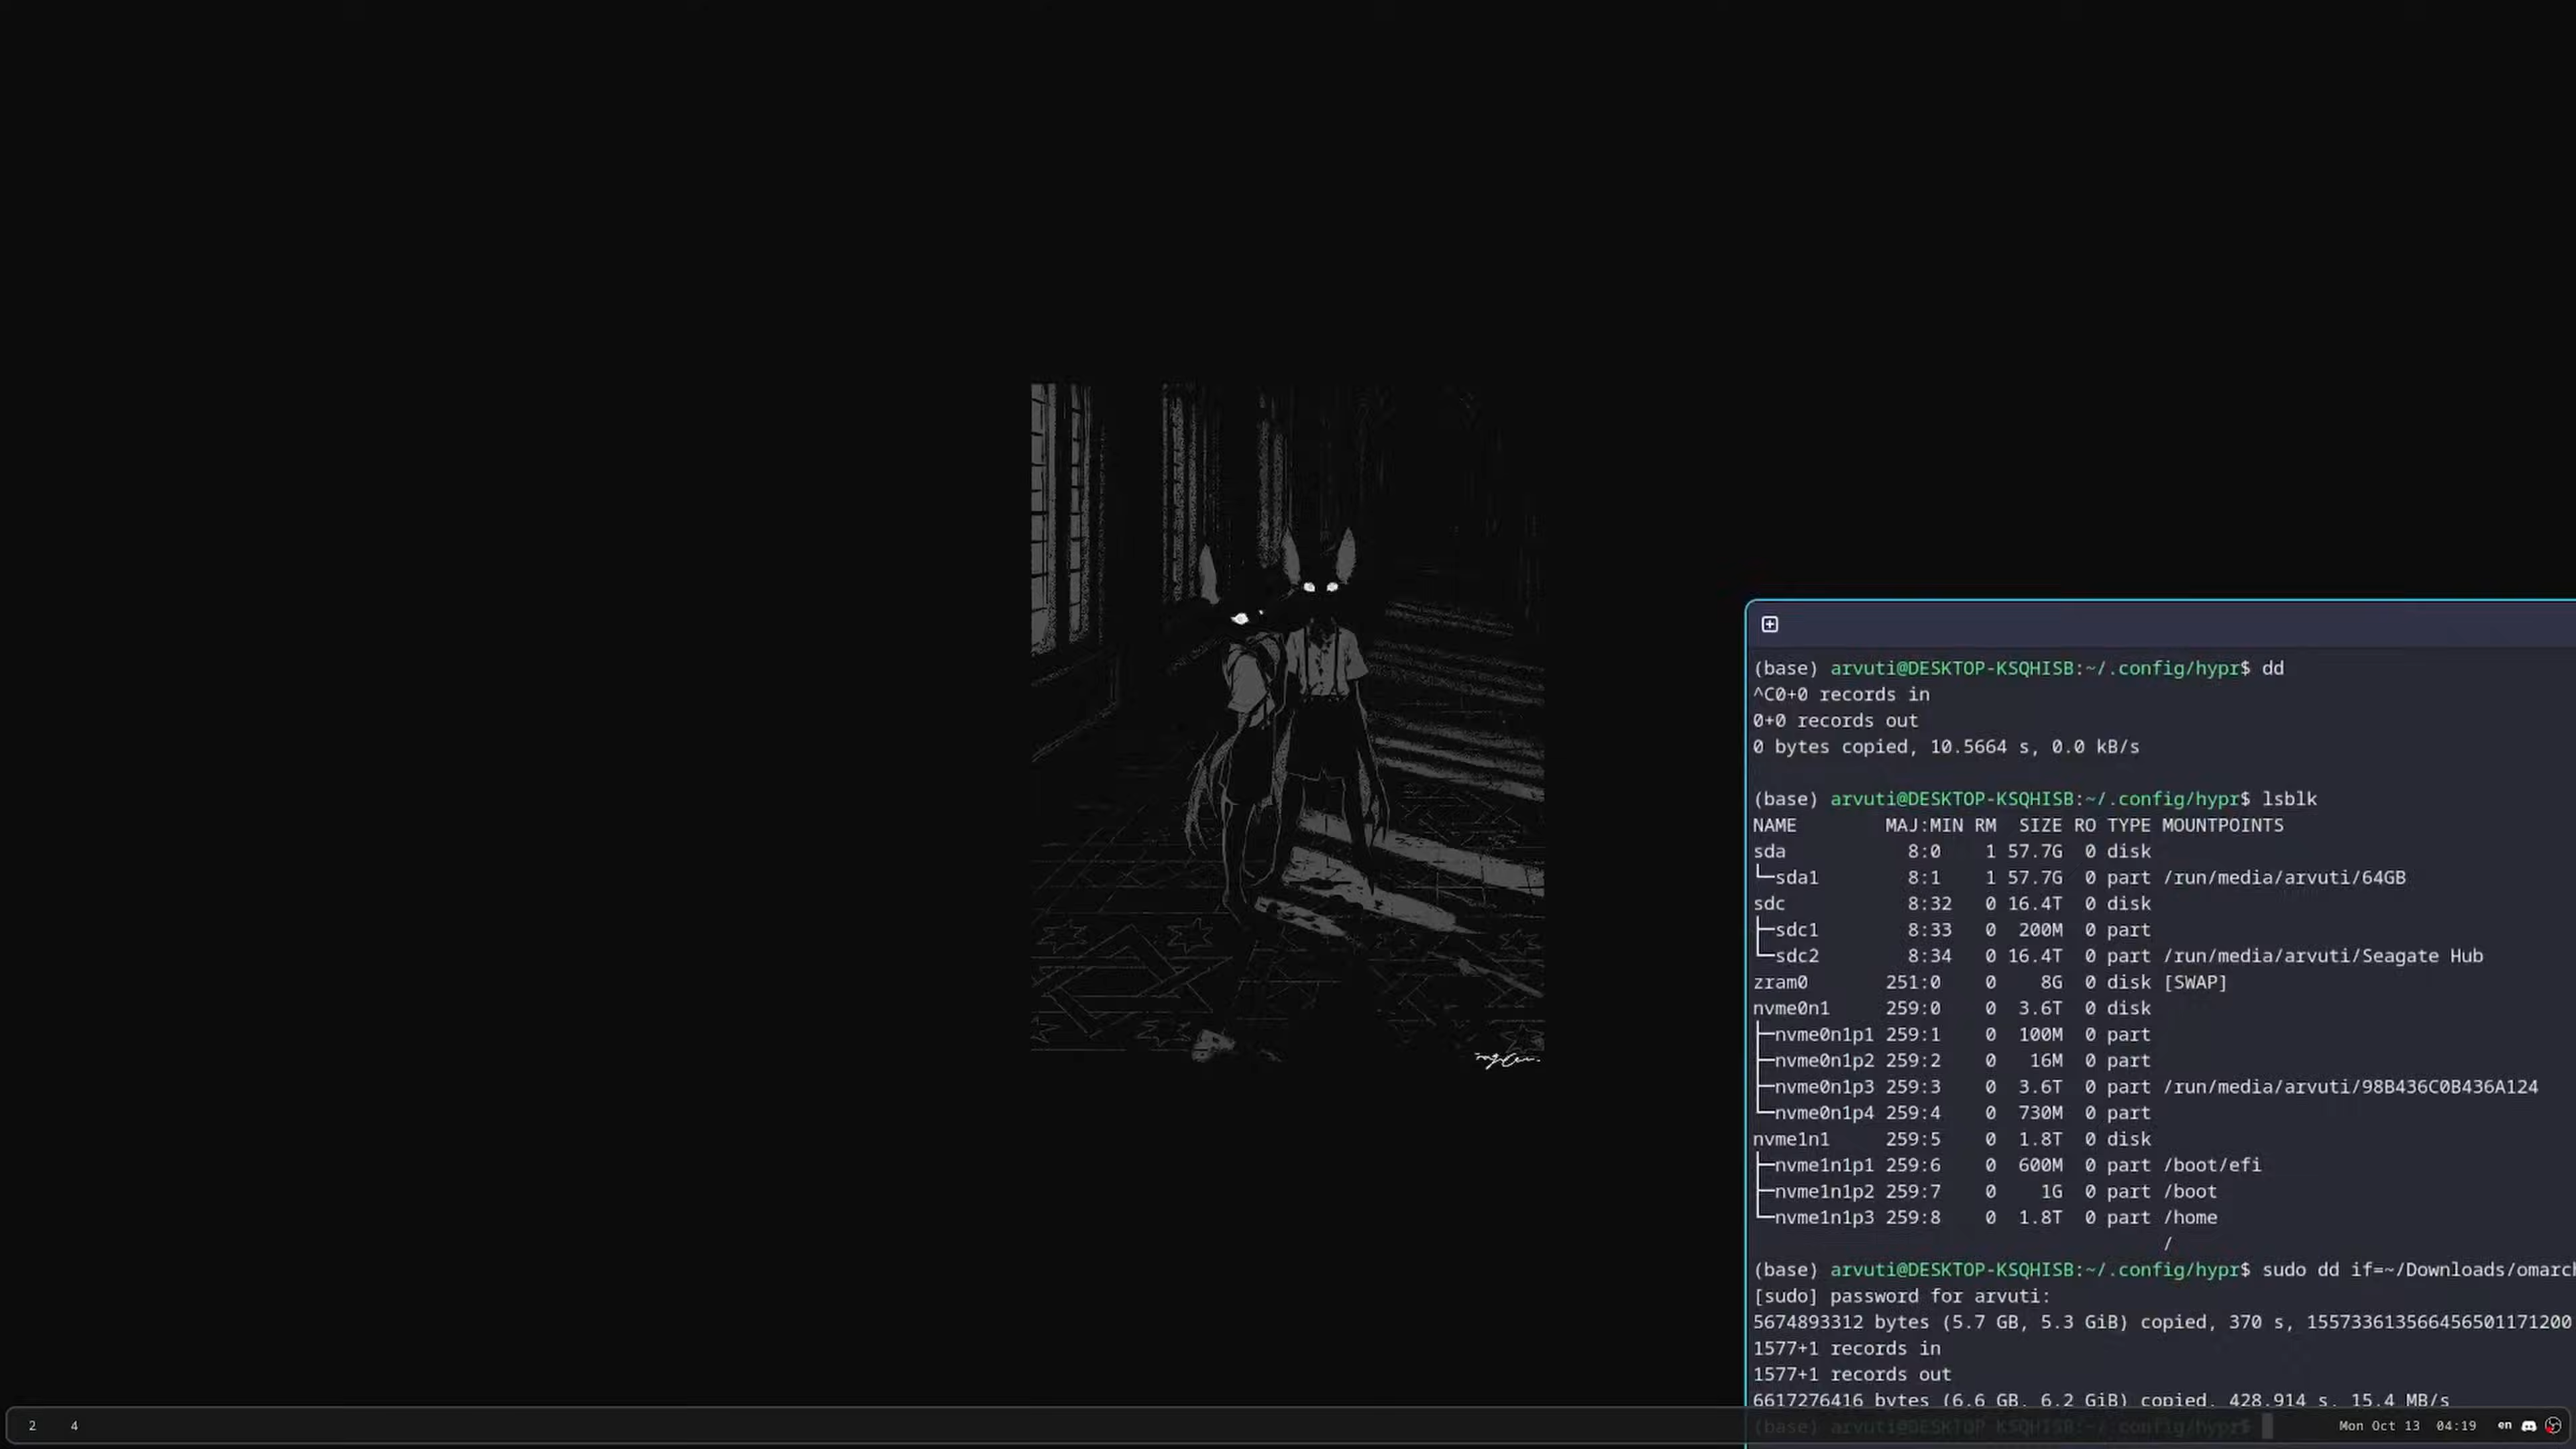 (base) arvuti@DESKTOP-KSQHISB:~/.config/hypr$ dd
^C0+0 records in
0+0 records out
0 bytes copied, 10.5664 s, 0.0 kB/s
(base) arvuti@DESKTOP-KSQHISB:~/.config/hypr$ lsblk
NAME        MAJ:MIN RM  SIZE RO TYPE MOUNTPOINTS
sda           8:0    1 57.7G  0 disk
└─sda1        8:1    1 57.7G  0 part /run/media/arvuti/64GB
sdc           8:32   0 16.4T  0 disk
├─sdc1        8:33   0  200M  0 part
└─sdc2        8:34   0 16.4T  0 part /run/media/arvuti/Seagate Hub
zram0       251:0    0    8G  0 disk [SWAP]
nvme0n1     259:0    0  3.6T  0 disk
├─nvme0n1p1 259:1    0  100M  0 part
├─nvme0n1p2 259:2    0   16M  0 part
├─nvme0n1p3 259:3    0  3.6T  0 part /run/media/arvuti/98B436C0B436A124
└─nvme0n1p4 259:4    0  730M  0 part
nvme1n1     259:5    0  1.8T  0 disk
├─nvme1n1p1 259:6    0  600M  0 part /boot/efi
├─nvme1n1p2 259:7    0    1G  0 part /boot
└─nvme1n1p3 259:8    0  1.8T  0 part /home
/
(base) arvuti@DESKTOP-KSQHISB:~/.config/hypr$ sudo dd if=~/Downloads/omarch
[sudo] password for arvuti:
5674893312 bytes (5.7 GB, 5.3 GiB) copied, 370 s, 155733613566456501171200
1577+1 records in
1577+1 records out
6617276416 bytes (6.6 GB, 6.2 GiB) copied, 428.914 s, 15.4 MB/s
(base) arvuti@DESKTOP-KSQHISB:~/.config/hypr$
2 4 Mon Oct 13 04:19 en